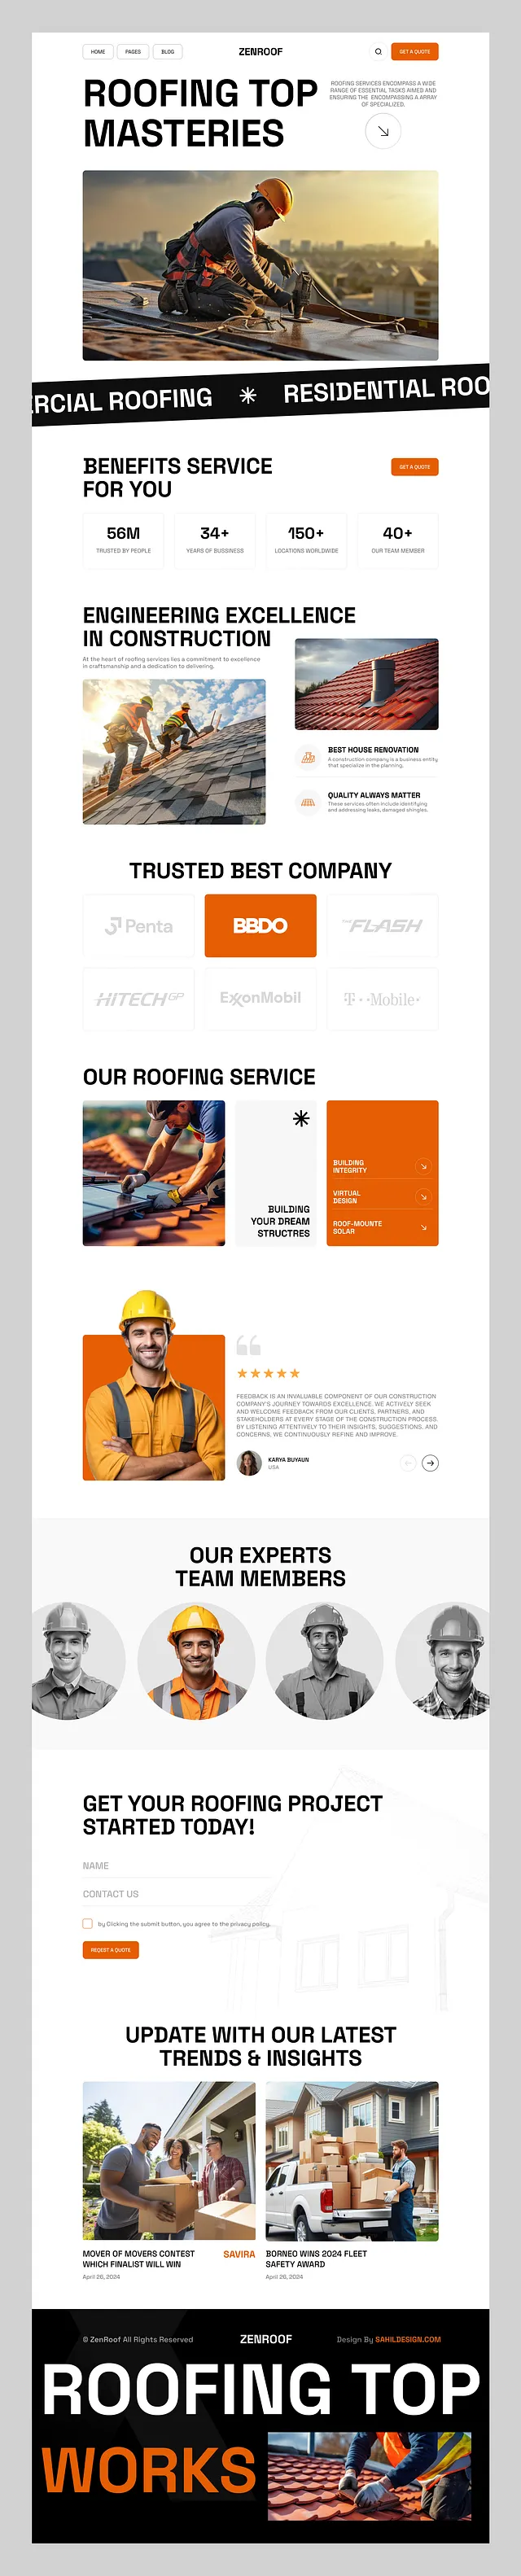 HOME
PAGES
BLOG
ZENROOF
GET A QUOTE
ROOFING TOP
MASTERIES
ROOFING SERVICES ENCOMPASS A WIDE
RANGE OF ESSENTIAL TASKS AIMED AND
ENSURING THE ENCOMPASSING A ARRAY
OF SPECIALIZED.
ERCIAL ROOFING
RESIDENTIAL ROO
BENEFITS SERVICE
FOR YOU
GET A QUOTE
56M
TRUSTED BY PEOPLE
34+
YEARS OF BUSSINESS
150+
LOCATIONS WORLDWIDE
40+
OUR TEAM MEMBER
ENGINEERING EXCELLENCE
IN CONSTRUCTION
At the heart of roofing services lies a commitment to excellence
in craftsmanship and a dedication to delivering.
BEST HOUSE RENOVATION
A construction company is a business entity
that specialize in the planning.
QUALITY ALWAYS MATTER
These services often include identifying
and addressing leaks, damaged shingles.
TRUSTED BEST COMPANY
Penta
BBDO
THE FLASH
HITECH GP
ExxonMobil
T··Mobile·
OUR ROOFING SERVICE
BUILDING
YOUR DREAM
STRUCTRES
BUILDING
INTEGRITY
VIRTUAL
DESIGN
ROOF-MOUNTE
SOLAR
FEEDBACK IS AN INVALUABLE COMPONENT OF OUR CONSTRUCTION
COMPANY'S JOURNEY TOWARDS EXCELLENCE. WE ACTIVELY SEEK
AND WELCOME FEEDBACK FROM OUR CLIENTS, PARTNERS, AND
STAKEHOLDERS AT EVERY STAGE OF THE CONSTRUCTION PROCESS.
BY LISTENING ATTENTIVELY TO THEIR INSIGHTS, SUGGESTIONS, AND
CONCERNS, WE CONTINUOUSLY REFINE AND IMPROVE.
KARYA BUYAUN
USA
OUR EXPERTS
TEAM MEMBERS
GET YOUR ROOFING PROJECT
STARTED TODAY!
NAME
CONTACT US
by Clicking the submit button, you agree to the privacy policy.
REQEST A QUOTE
UPDATE WITH OUR LATEST
TRENDS & INSIGHTS
MOVER OF MOVERS CONTEST
WHICH FINALIST WILL WIN
SAVIRA
April 26, 2024
BORNEO WINS 2024 FLEET
SAFETY AWARD
April 26, 2024
© ZenRoof All Rights Reserved
ZENROOF
Design By SAHILDESIGN.COM
ROOFING TOP
WORKS